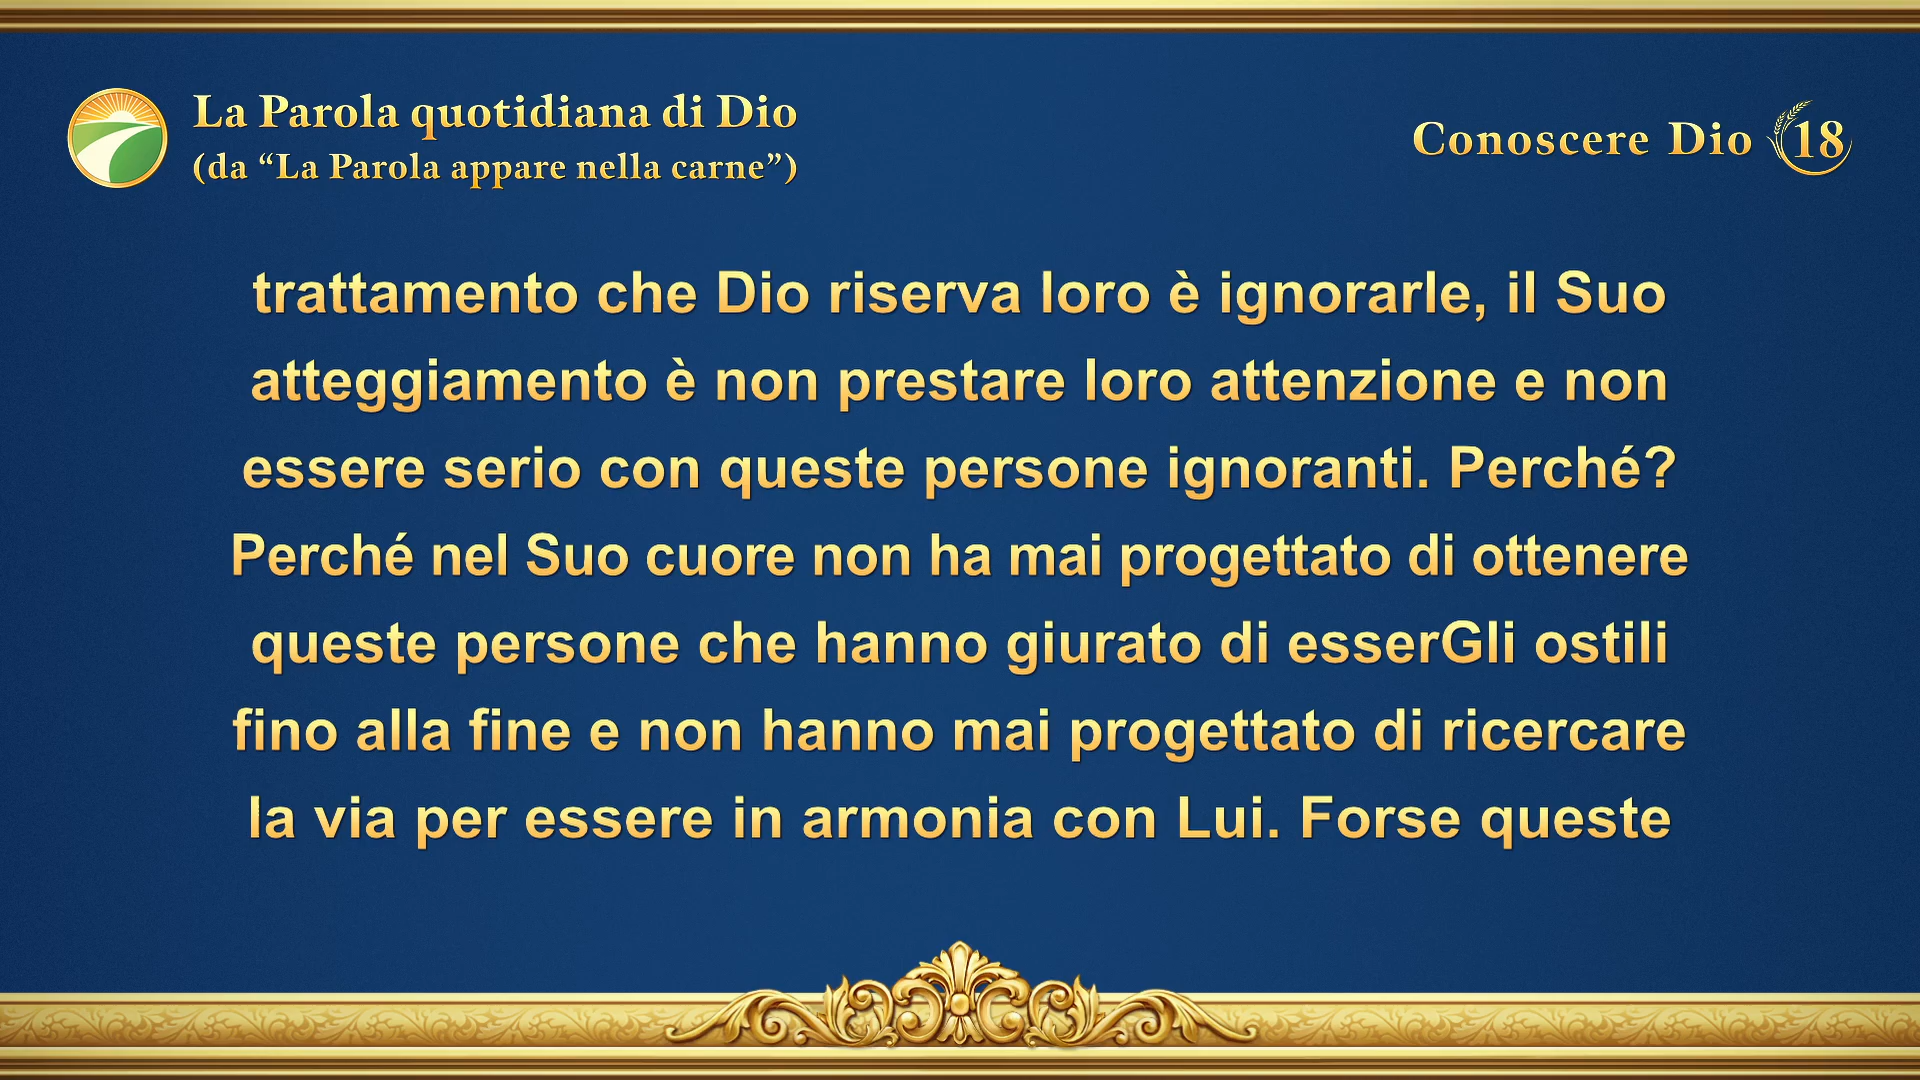 La Parola quotidiana di Dio
(da “La Parola appare nella carne”)
Conoscere Dio 18
trattamento che Dio riserva loro è ignorarle, il Suo
atteggiamento è non prestare loro attenzione e non
essere serio con queste persone ignoranti. Perché?
Perché nel Suo cuore non ha mai progettato di ottenere
queste persone che hanno giurato di esserGli ostili
fino alla fine e non hanno mai progettato di ricercare
la via per essere in armonia con Lui. Forse queste